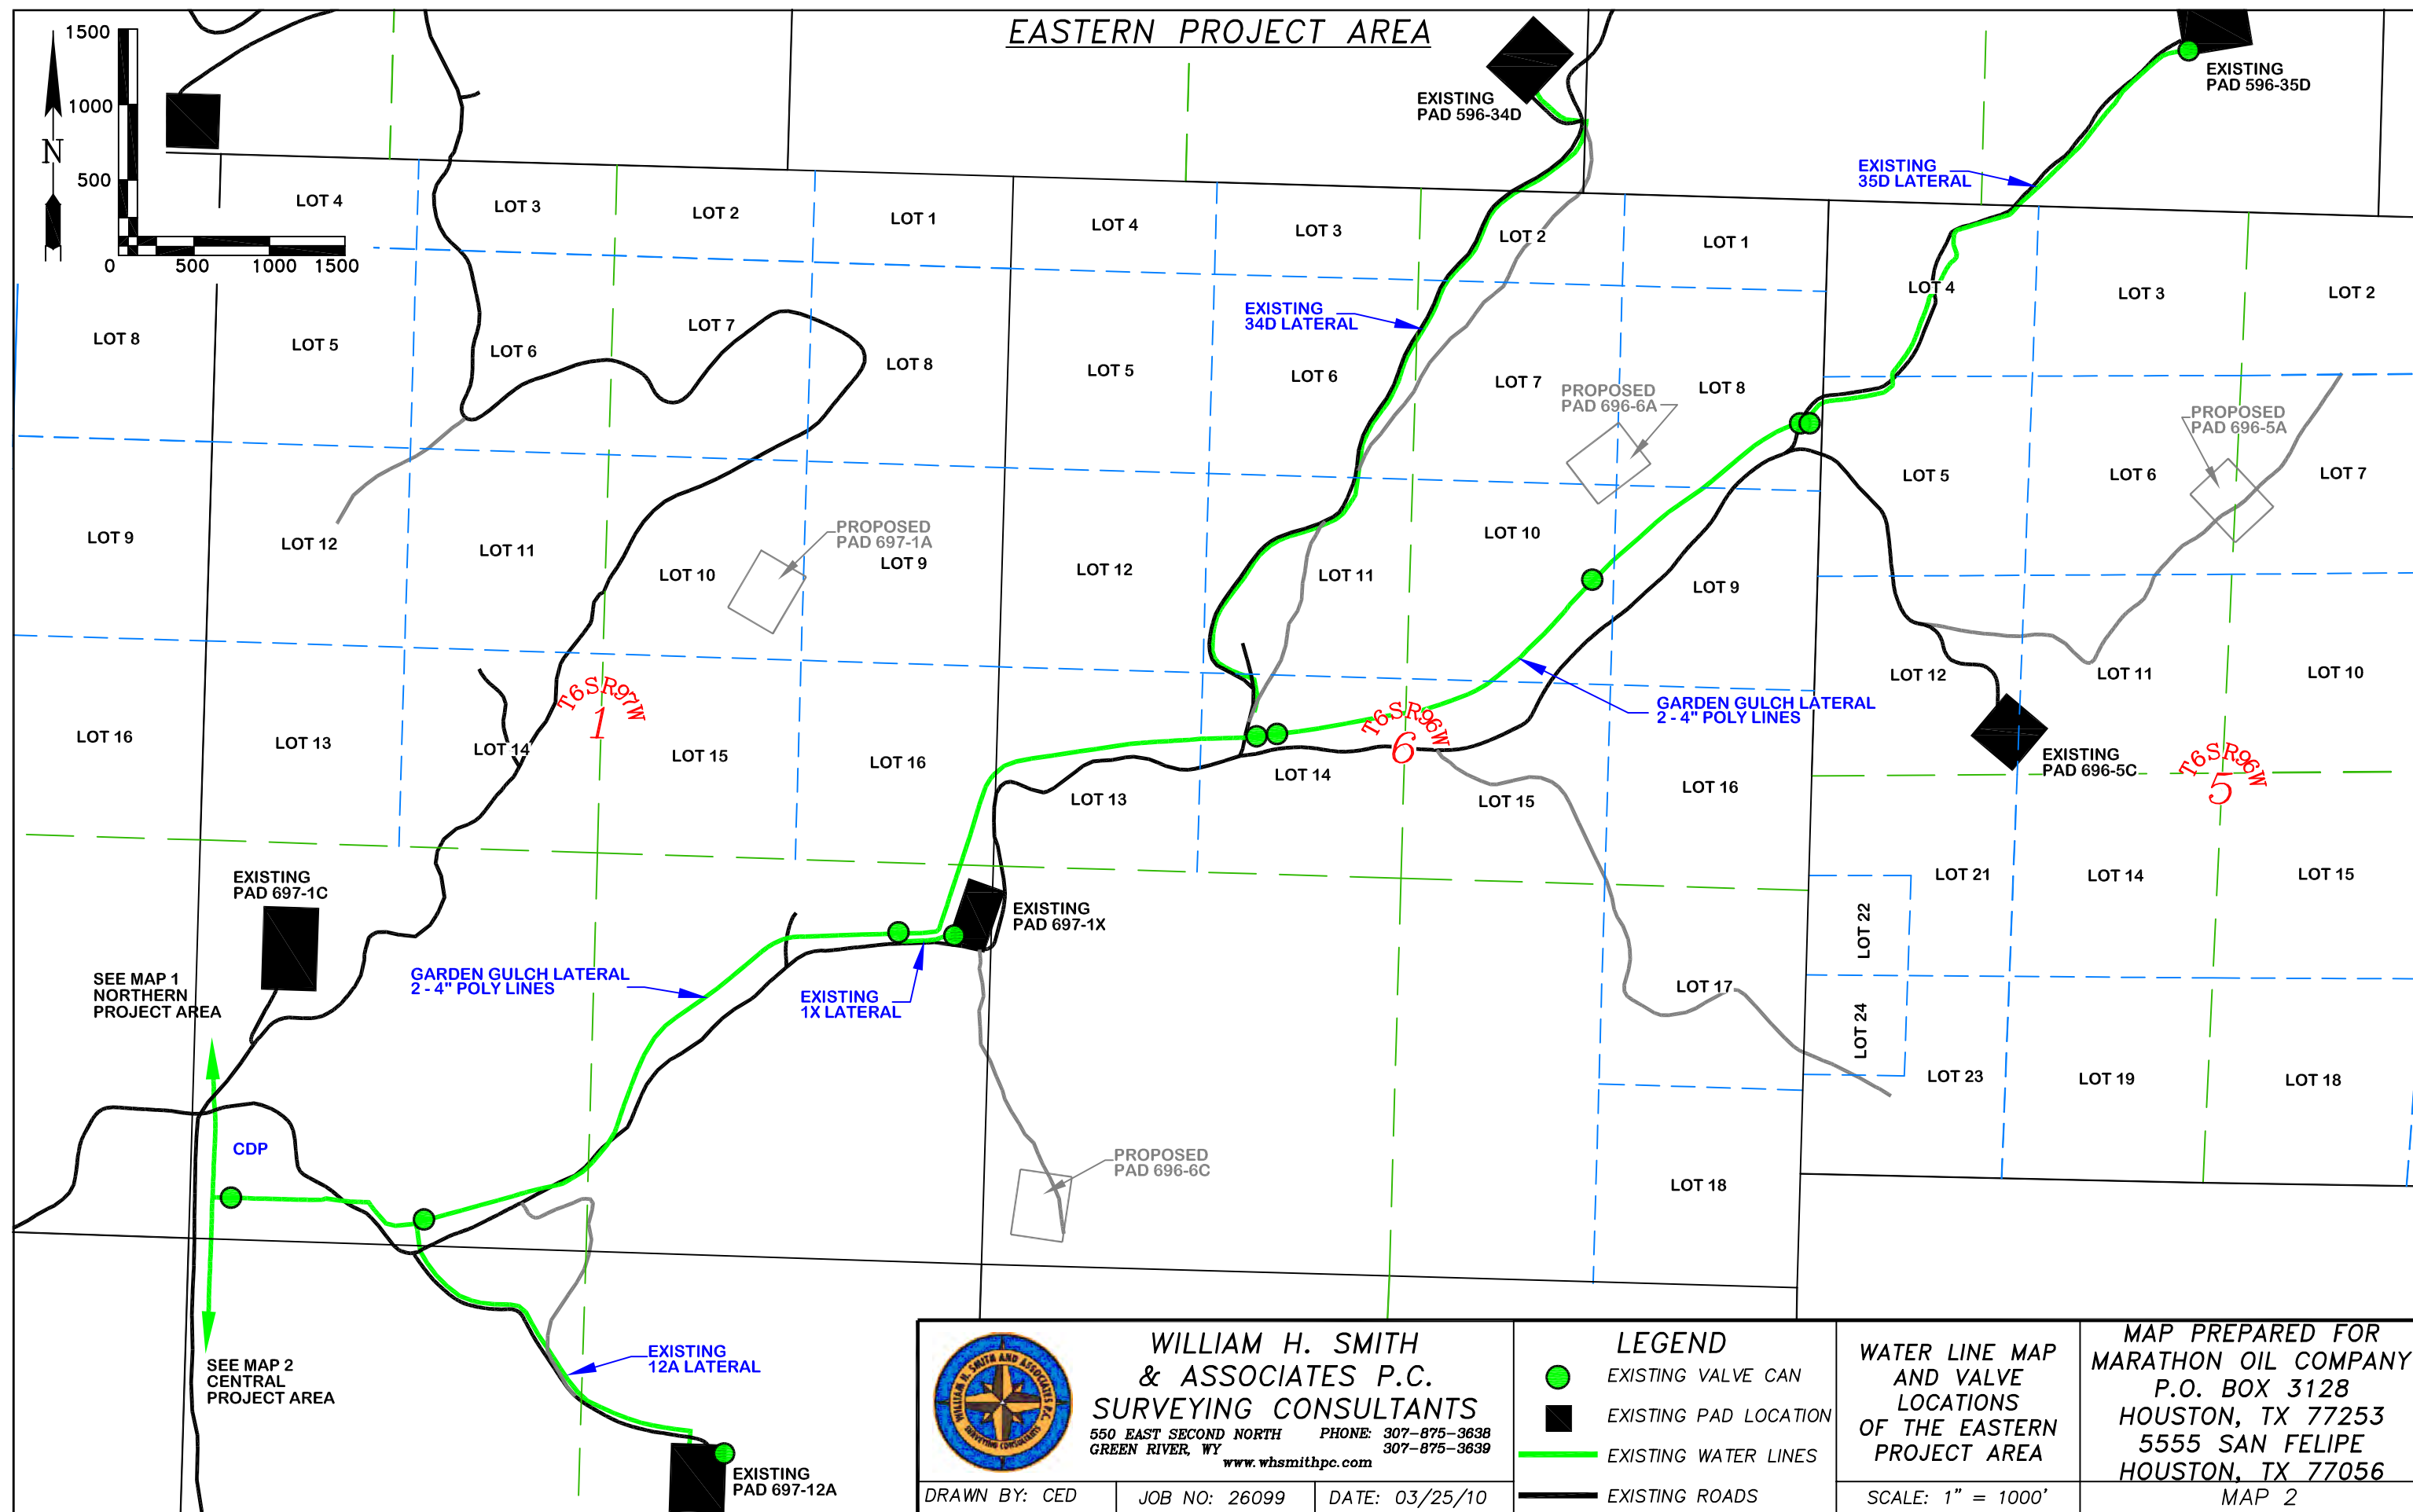 EASTERN PROJECT AREA
1500
1000
500
N
0
500
1000
1500
EXISTING
PAD 596-34D
EXISTING
PAD 596-35D
EXISTING
35D LATERAL
LOT 4
LOT 3
LOT 2
LOT 1
LOT 4
LOT 3
LOT 2
LOT 1
LOT 4
LOT 3
LOT 2
LOT 8
LOT 5
LOT 6
LOT 7
LOT 8
EXISTING
34D LATERAL
LOT 5
LOT 6
LOT 7
LOT 8
PROPOSED
PAD 696-6A
PROPOSED
PAD 696-5A
LOT 5
LOT 6
LOT 7
LOT 9
LOT 12
LOT 11
LOT 10
PROPOSED
PAD 697-1A
LOT 9
LOT 12
LOT 11
LOT 10
LOT 9
LOT 12
LOT 11
LOT 10
T6SR97W
1
T6SR96W
6
T6SR96W
5
GARDEN GULCH LATERAL
2 - 4" POLY LINES
LOT 16
LOT 13
LOT 14
LOT 15
LOT 16
LOT 13
LOT 14
LOT 15
LOT 16
EXISTING
PAD 696-5C
EXISTING
PAD 697-1C
EXISTING
PAD 697-1X
LOT 21
LOT 14
LOT 15
LOT 22
LOT 24
SEE MAP 1
NORTHERN
PROJECT AREA
GARDEN GULCH LATERAL
2 - 4" POLY LINES
EXISTING
1X LATERAL
LOT 17
LOT 23
LOT 19
LOT 18
CDP
PROPOSED
PAD 696-6C
LOT 18
SEE MAP 2
CENTRAL
PROJECT AREA
EXISTING
12A LATERAL
EXISTING
PAD 697-12A
WILLIAM H. SMITH AND ASSOCIATES P.C.
SURVEYING CONSULTANTS
WILLIAM H. SMITH
& ASSOCIATES P.C.
SURVEYING CONSULTANTS
550 EAST SECOND NORTH PHONE: 307-875-3638
GREEN RIVER, WY 307-875-3639
www.whsmithpc.com
DRAWN BY: CED
JOB NO: 26099
DATE: 03/25/10
LEGEND
EXISTING VALVE CAN
EXISTING PAD LOCATION
EXISTING WATER LINES
EXISTING ROADS
WATER LINE MAP
AND VALVE
LOCATIONS
OF THE EASTERN
PROJECT AREA
SCALE: 1" = 1000'
MAP PREPARED FOR
MARATHON OIL COMPANY
P.O. BOX 3128
HOUSTON, TX 77253
5555 SAN FELIPE
HOUSTON, TX 77056
MAP 2